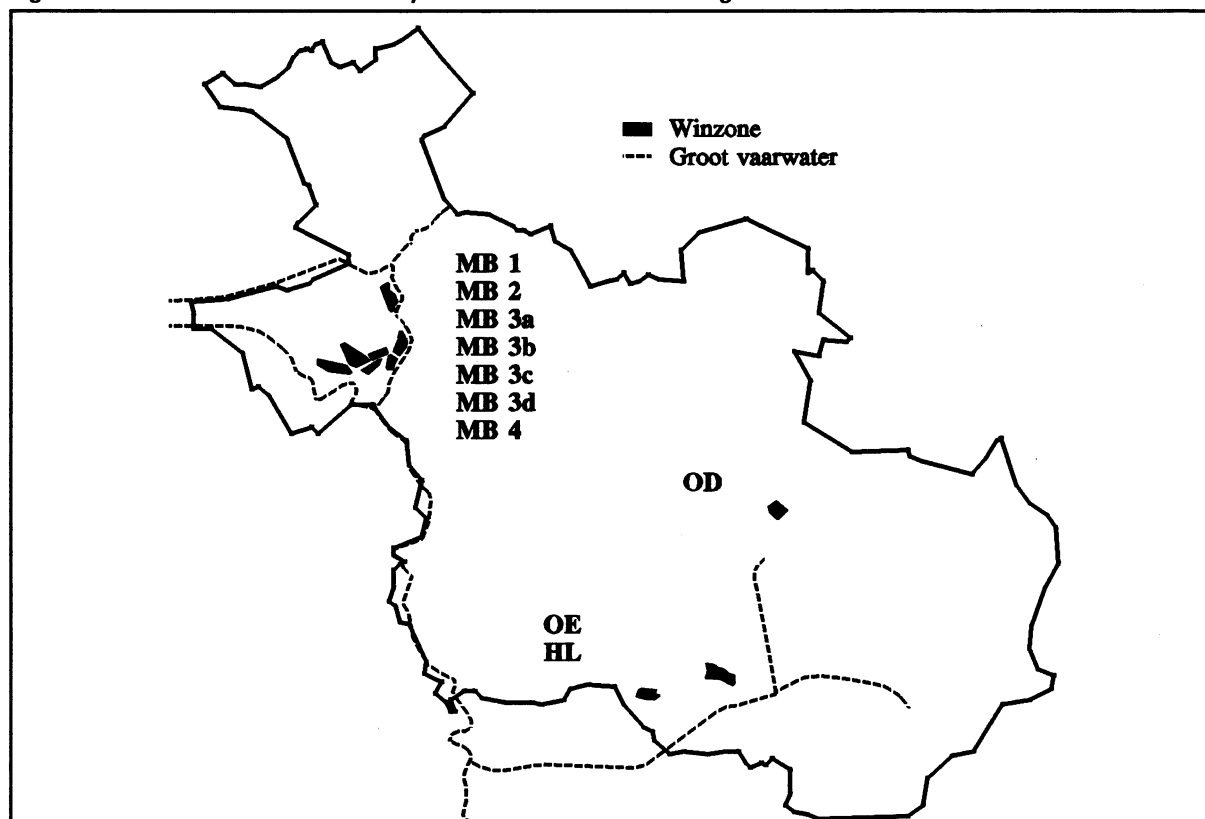 Winzone
Groot vaarwater
MB 1
MB 2
MB 3a
MB 3b
MB 3c
MB 3d
MB 4
OD
OE
HL